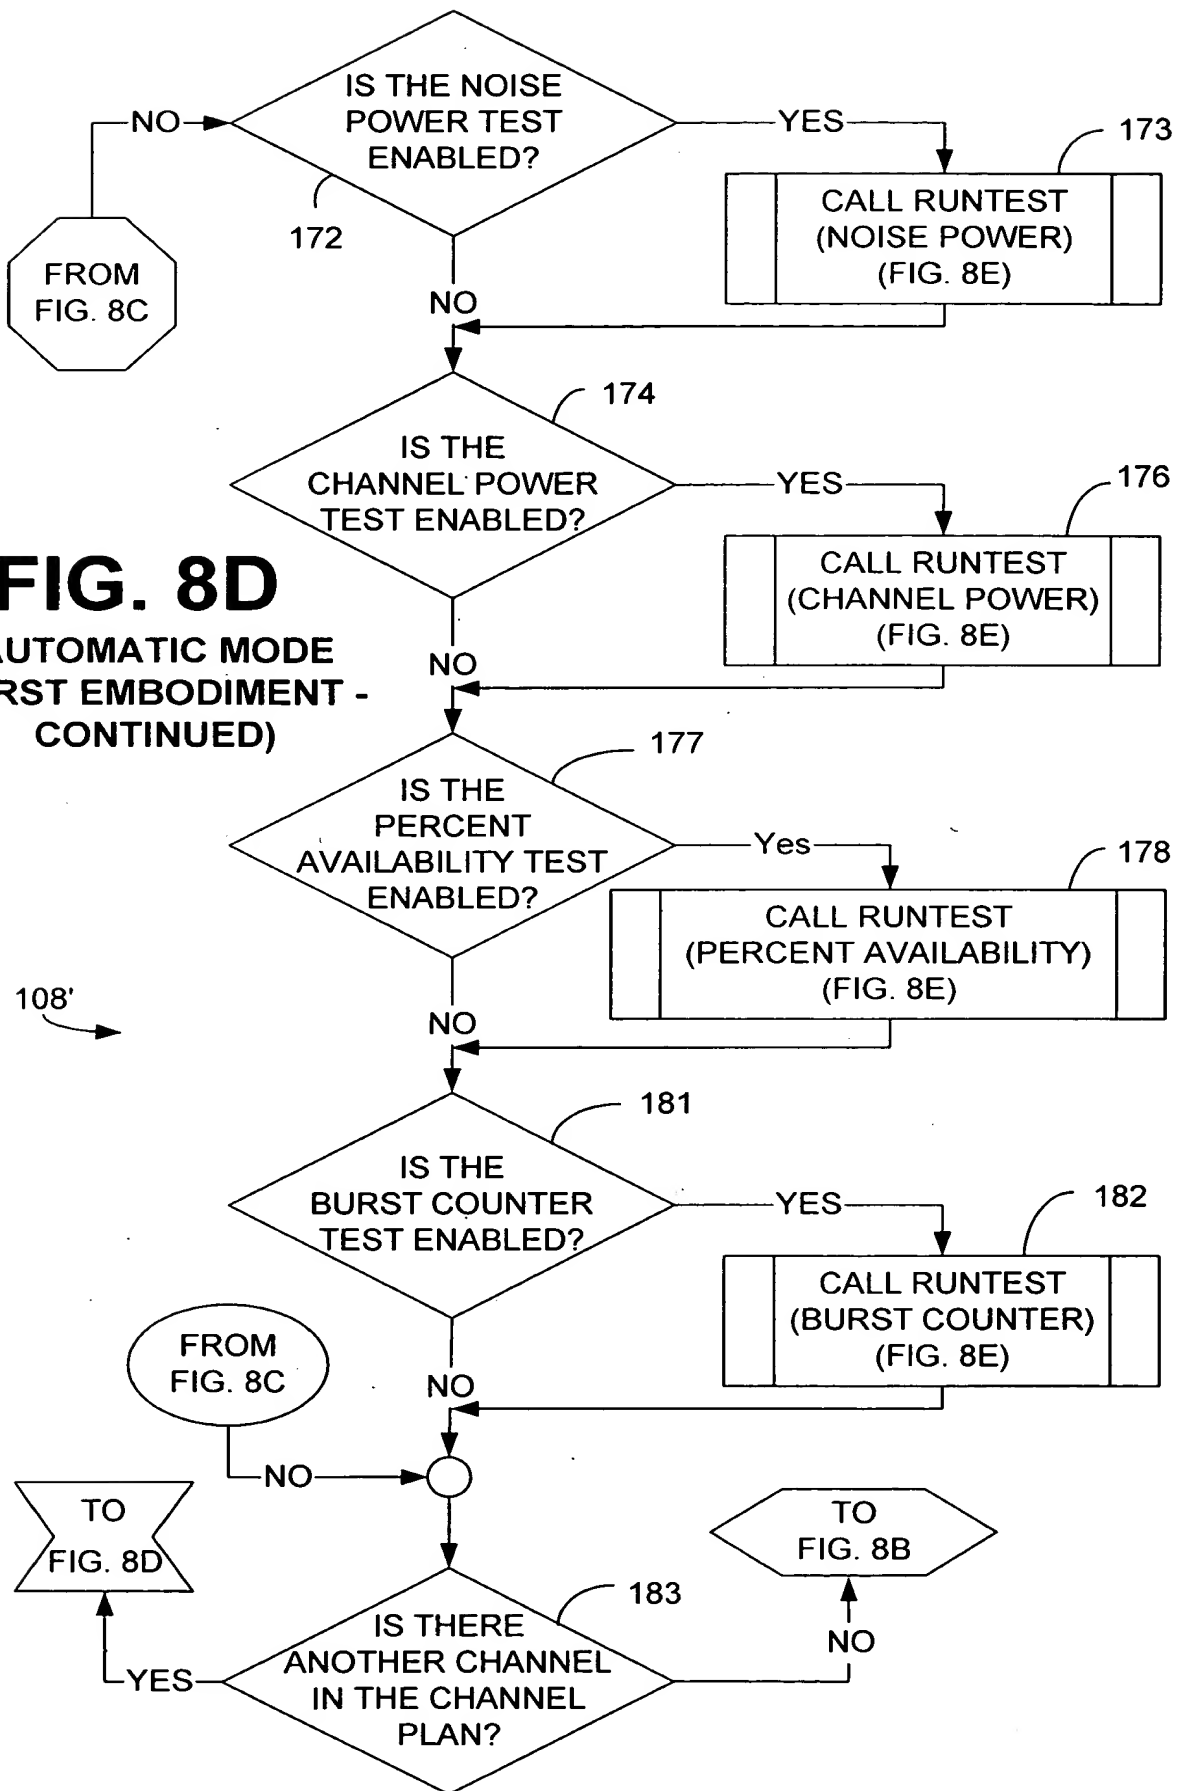 IS THE NOISE
POWER TEST
ENABLED?
NO
YES
173
172
CALL RUNTEST
(NOISE POWER)
(FIG. 8E)
FROM
FIG. 8C
NO
174
IS THE
CHANNEL POWER
TEST ENABLED?
YES
176
CALL RUNTEST
(CHANNEL POWER)
(FIG. 8E)
FIG. 8D
AUTOMATIC MODE
RST EMBODIMENT -
CONTINUED)
NO
177
IS THE
PERCENT
AVAILABILITY TEST
ENABLED?
Yes
178
CALL RUNTEST
(PERCENT AVAILABILITY)
(FIG. 8E)
108'
NO
181
IS THE
BURST COUNTER
TEST ENABLED?
YES
182
CALL RUNTEST
(BURST COUNTER)
(FIG. 8E)
FROM
FIG. 8C
NO
NO
TO
FIG. 8D
TO
FIG. 8B
183
IS THERE
ANOTHER CHANNEL
IN THE CHANNEL
PLAN?
YES
NO